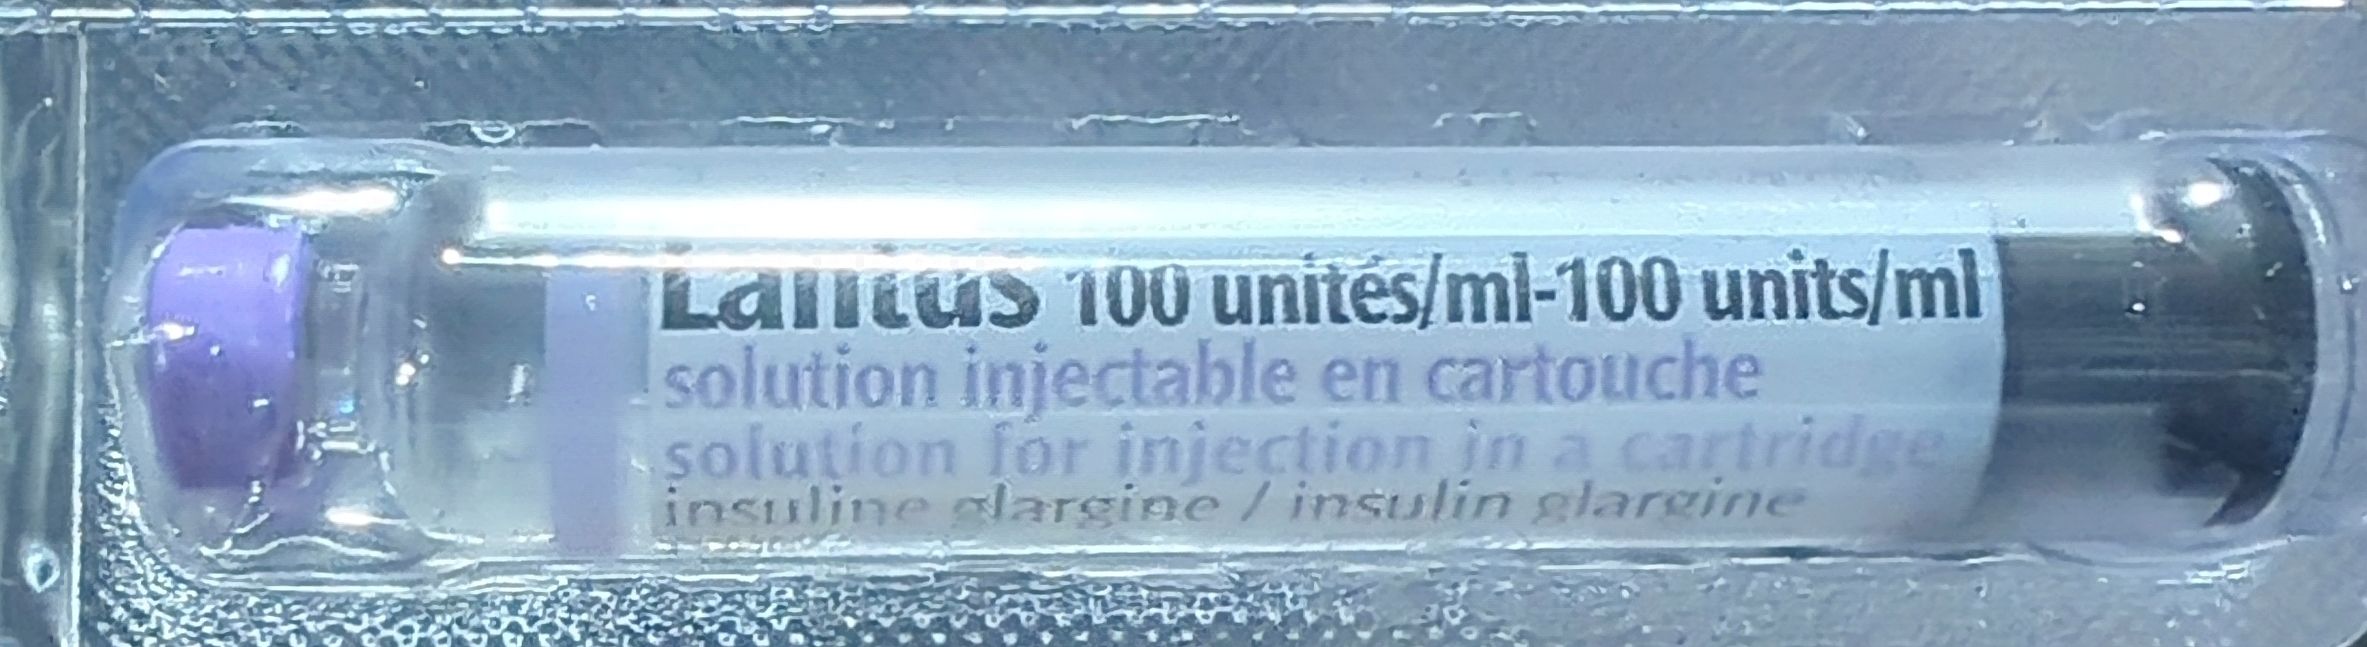 Lantus 100 unités/ml-100 units/ml
solution injectable en cartouche
solution for injection in a cartridge
insuline glargine / insulin glargine